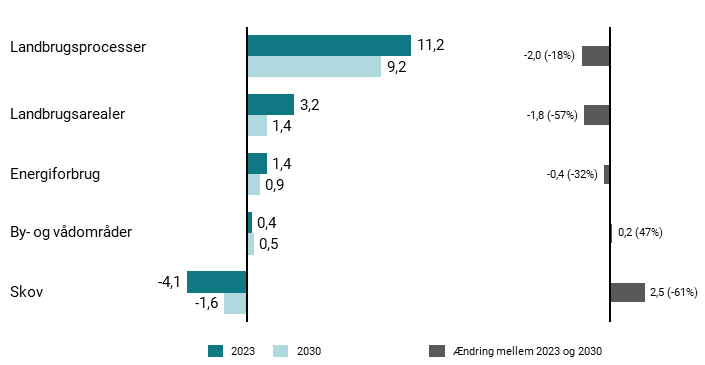 Landbrugsprocesser 11,2 -2,0 (-18%)
9,2
Landbrugsarealer 3,2 -1,8 (-57%)
1,4
Energiforbrug 1,4 -0,4 (-32%)
0,9
By- og vådområder 0,4 0,2 (47%)
0,5
Skov -4,1 2,5 (-61%)
-1,6
2023 2030 Ændring mellem 2023 og 2030